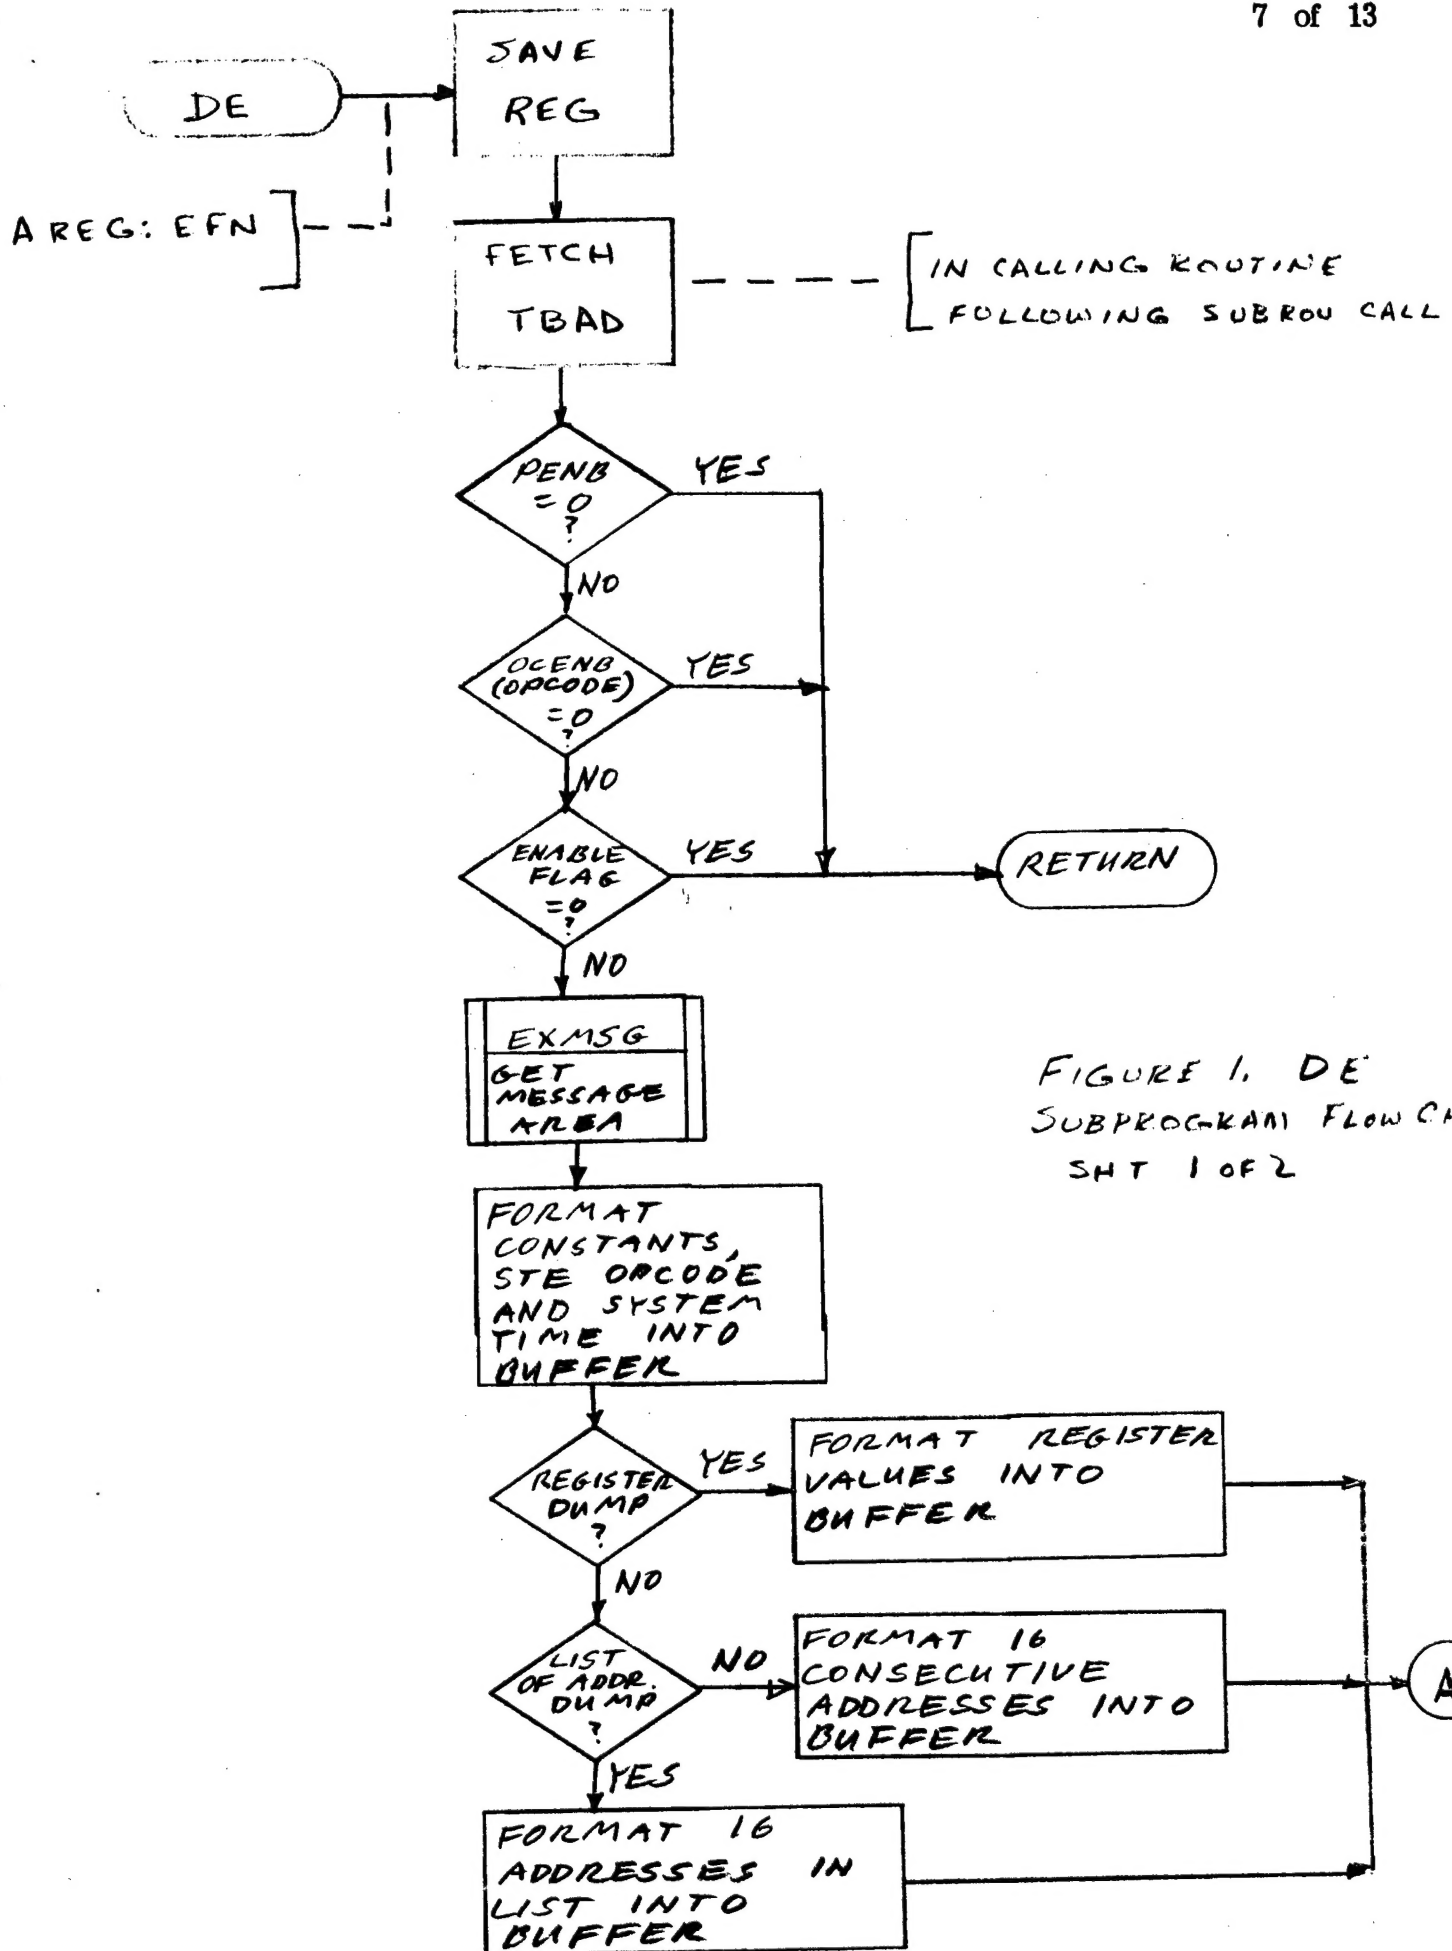 7 of 13
SAVE
REG
DE
A REG: EFN
FETCH
TBAD
IN CALLING ROUTINE
FOLLOWING SUBROU CALL
PENB
=0
?
YES
NO
OCENB
(OPCODE)
=0
?
YES
NO
ENABLE
FLAG
=0
?
YES
RETURN
NO
EXMSG
GET
MESSAGE
AREA
FIGURE 1. DE
SUBPROGRAM FLOW CH
SHT 1 OF 2
FORMAT
CONSTANTS,
STE OPCODE
AND SYSTEM
TIME INTO
BUFFER
REGISTER
DUMP
?
YES
FORMAT REGISTER
VALUES INTO
BUFFER
NO
LIST
OF ADDR.
DUMP
?
NO
FORMAT 16
CONSECUTIVE
ADDRESSES INTO
BUFFER
A
YES
FORMAT 16
ADDRESSES IN
LIST INTO
BUFFER